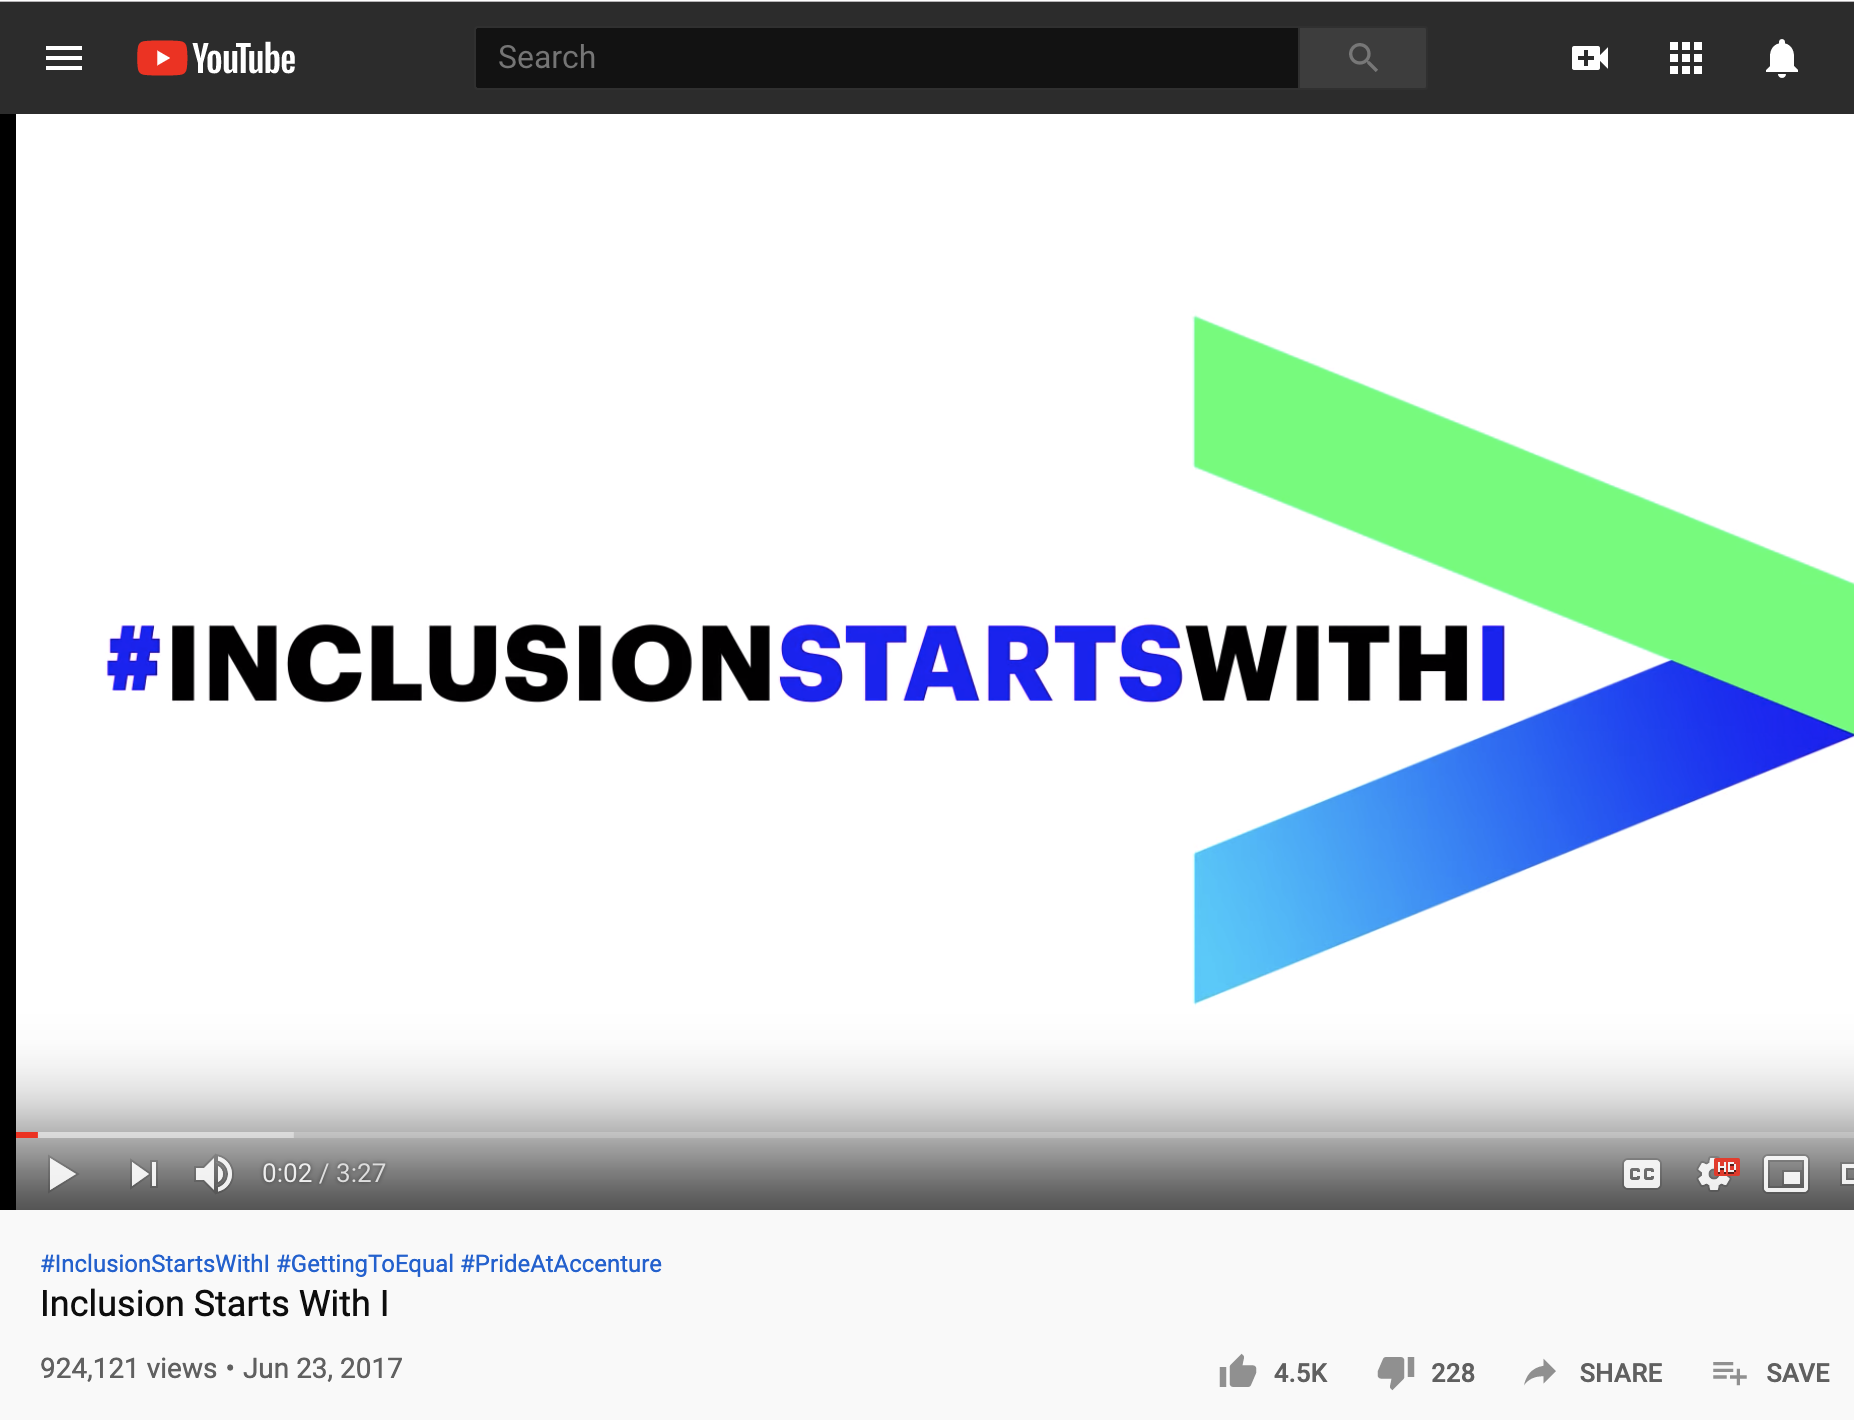 YouTube
Search
#INCLUSIONSTARTSWITHI
0:02 / 3:27
CC
HD
#InclusionStartsWithI #GettingToEqual #PrideAtAccenture
Inclusion Starts With I
924,121 views • Jun 23, 2017
4.5K 228 SHARE SAVE